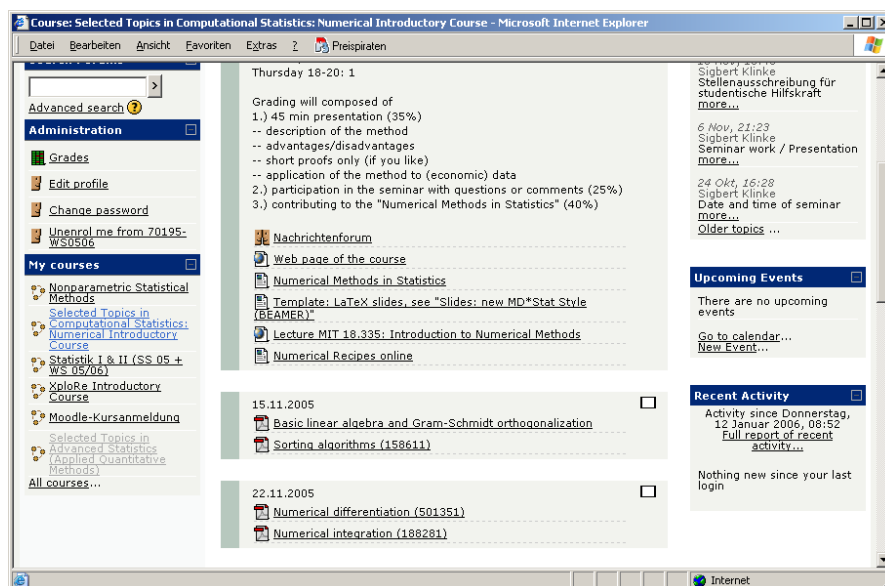 Course: Selected Topics in Computational Statistics: Numerical Introductory Course - Microsoft Internet Explorer
Datei Bearbeiten Ansicht Favoriten Extras ? Preispiraten
>
Advanced search ?
Administration
Grades
Edit profile
Change password
Unenrol me from 70195-
WS0506
My courses
Nonparametric Statistical
Methods
Selected Topics in
Computational Statistics:
Numerical Introductory
Course
Statistik I & II (SS 05 +
WS 05/06)
XploRe Introductory
Course
Moodle-Kursanmeldung
Selected Topics in
Advanced Statistics
(Applied Quantitative
Methods)
All courses...
Thursday 18-20: 1
Grading will composed of
1.) 45 min presentation (35%)
-- description of the method
-- advantages/disadvantages
-- short proofs only (if you like)
-- application of the method to (economic) data
2.) participation in the seminar with questions or comments (25%)
3.) contributing to the "Numerical Methods in Statistics" (40%)
Nachrichtenforum
Web page of the course
Numerical Methods in Statistics
Template: LaTeX slides, see "Slides: new MD*Stat Style
(BEAMER)"
Lecture MIT 18.335: Introduction to Numerical Methods
Numerical Recipes online
15.11.2005
Basic linear algebra and Gram-Schmidt orthogonalization
Sorting algorithms (158611)
22.11.2005
Numerical differentiation (501351)
Numerical integration (188281)
Sigbert Klinke
Stellenausschreibung für
studentische Hilfskraft
more...
6 Nov, 21:23
Sigbert Klinke
Seminar work / Presentation
more...
24 Okt, 16:28
Sigbert Klinke
Date and time of seminar
more...
Older topics ...
Upcoming Events
There are no upcoming
events
Go to calendar...
New Event...
Recent Activity
Activity since Donnerstag,
12 Januar 2006, 08:52
Full report of recent
activity...
Nothing new since your last
login
Internet